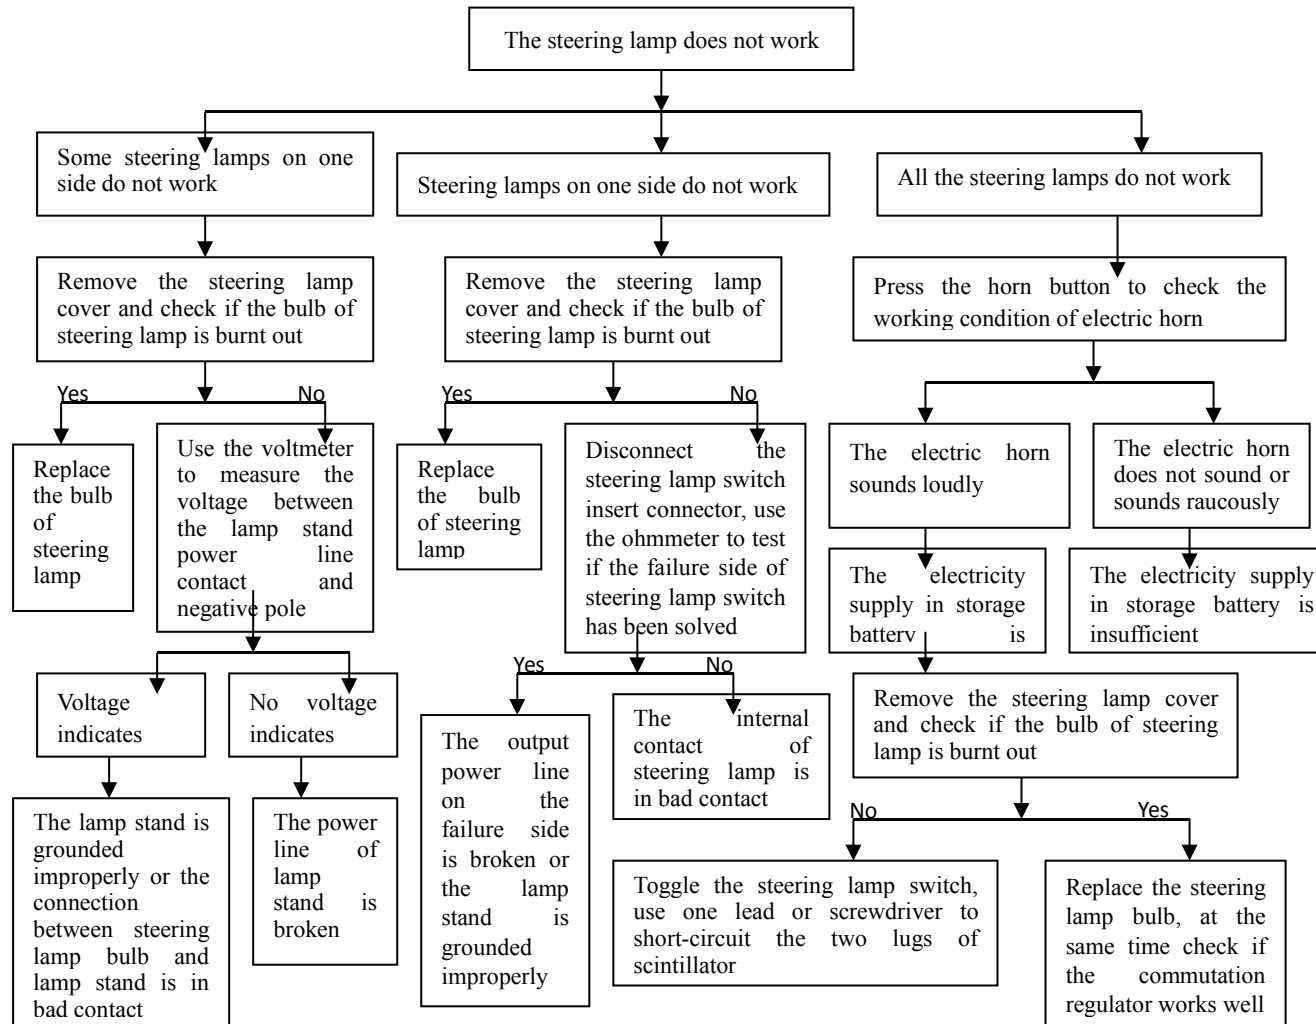 The steering lamp does not work
Some steering lamps on one
side do not work
Steering lamps on one side do not work
All the steering lamps do not work
Remove the steering lamp
cover and check if the bulb of
steering lamp is burnt out
Remove the steering lamp
cover and check if the bulb of
steering lamp is burnt out
Press the horn button to check the
working condition of electric horn
Yes
No
Yes
No
Replace
the bulb
of
steering
lamp
Use the voltmeter
to measure the
voltage between
the lamp stand
power line
contact and
negative pole
Replace
the bulb
of steering
lamp
Disconnect the
steering lamp switch
insert connector, use
the ohmmeter to test
if the failure side of
steering lamp switch
has been solved
The electric horn
sounds loudly
The electric horn
does not sound or
sounds raucously
The electricity
supply in storage
battery is
The electricity supply
in storage battery is
insufficient
Yes
No
Voltage
indicates
No voltage
indicates
The output
power line
on the
failure side
is broken or
the lamp
stand is
grounded
improperly
The internal
contact of
steering lamp is
in bad contact
Remove the steering lamp cover
and check if the bulb of steering
lamp is burnt out
No
Yes
The lamp stand is
grounded
improperly or the
connection
between steering
lamp bulb and
lamp stand is in
bad contact
The power
line of
lamp
stand is
broken
Toggle the steering lamp switch,
use one lead or screwdriver to
short-circuit the two lugs of
scintillator
Replace the steering
lamp bulb, at the
same time check if
the commutation
regulator works well